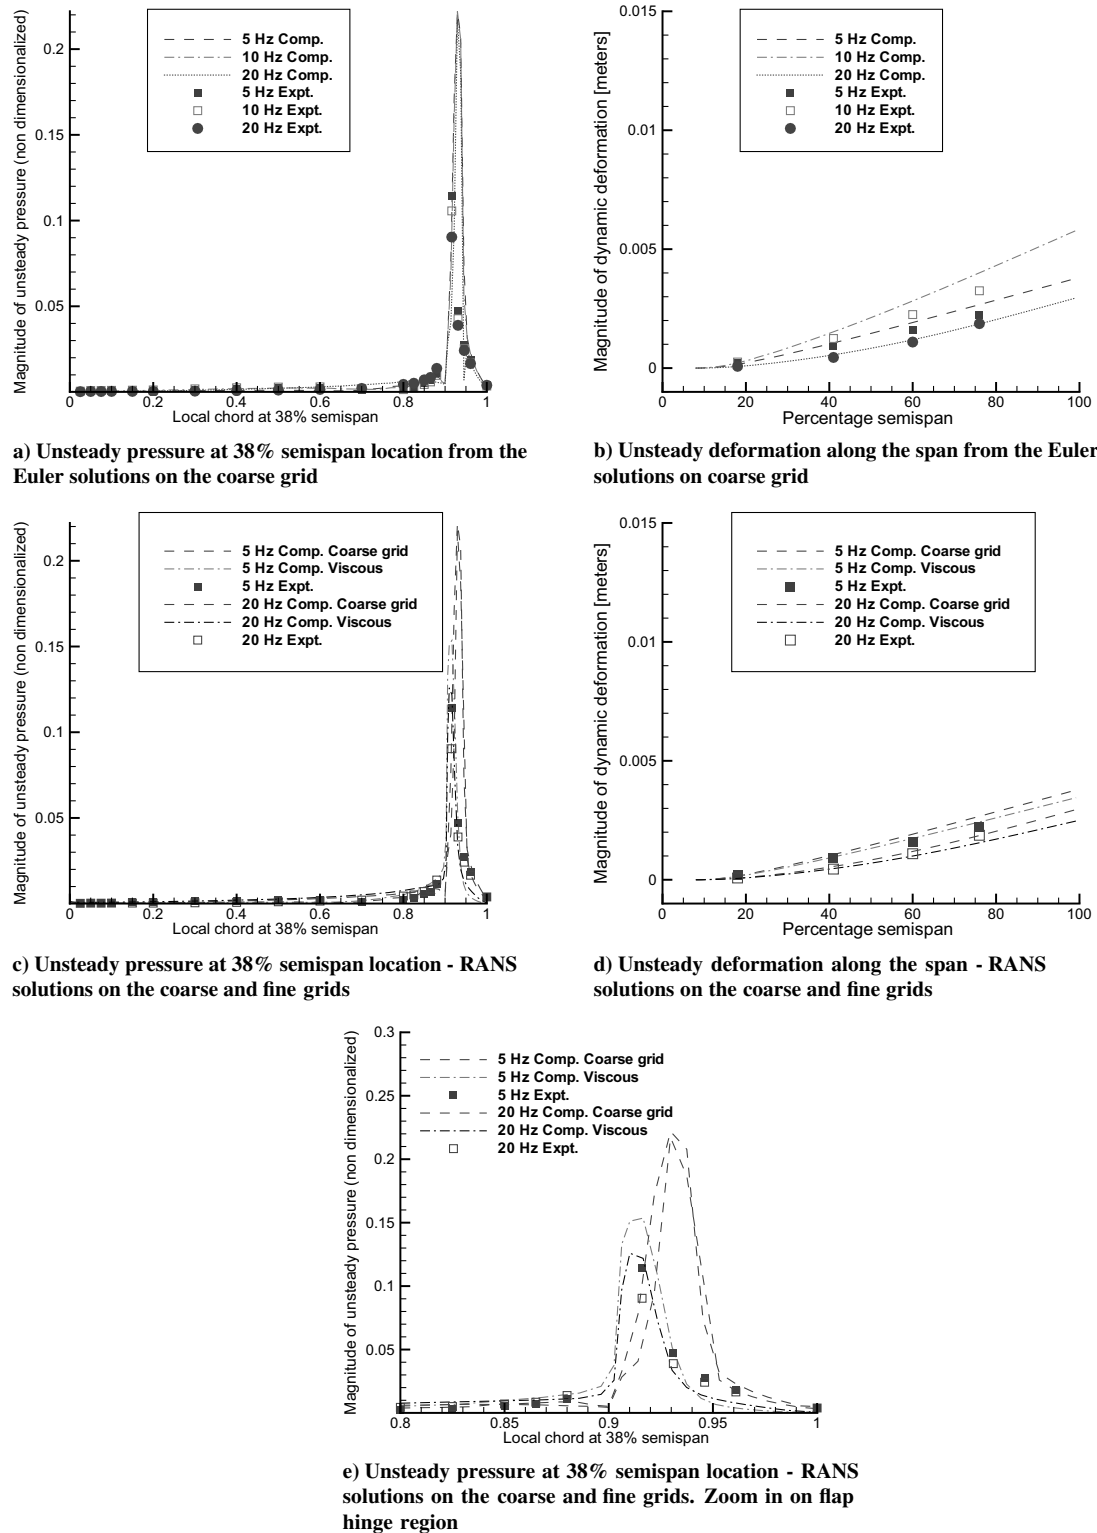 Magnitude of unsteady pressure (non dimensionalized)
0.2
0.15
0.1
0.05
0
0.2
0.4
0.6
0.8
1
Local chord at 38% semispan
5 Hz Comp.
10 Hz Comp.
20 Hz Comp.
5 Hz Expt.
10 Hz Expt.
20 Hz Expt.
a) Unsteady pressure at 38% semispan location from the
Euler solutions on the coarse grid
Magnitude of dynamic deformation [meters]
0.015
0.01
0.005
0
0
20
40
60
80
100
Percentage semispan
5 Hz Comp.
10 Hz Comp.
20 Hz Comp.
5 Hz Expt.
10 Hz Expt.
20 Hz Expt.
b) Unsteady deformation along the span from the Euler
solutions on coarse grid
Magnitude of unsteady pressure (non dimensionalized)
0.2
0.15
0.1
0.05
0
0.2
0.4
0.6
0.8
1
Local chord at 38% semispan
5 Hz Comp. Coarse grid
5 Hz Comp. Viscous
5 Hz Expt.
20 Hz Comp. Coarse grid
20 Hz Comp. Viscous
20 Hz Expt.
c) Unsteady pressure at 38% semispan location - RANS
solutions on the coarse and fine grids
Magnitude of dynamic deformation [meters]
0.015
0.01
0.005
0
0
20
40
60
80
100
Percentage semispan
5 Hz Comp. Coarse grid
5 Hz Comp. Viscous
5 Hz Expt.
20 Hz Comp. Coarse grid
20 Hz Comp. Viscous
20 Hz Expt.
d) Unsteady deformation along the span - RANS
solutions on the coarse and fine grids
Magnitude of unsteady pressure (non dimensionalized)
0.3
0.25
0.2
0.15
0.1
0.05
0.8
0.85
0.9
0.95
1
Local chord at 38% semispan
5 Hz Comp. Coarse grid
5 Hz Comp. Viscous
5 Hz Expt.
20 Hz Comp. Coarse grid
20 Hz Comp. Viscous
20 Hz Expt.
e) Unsteady pressure at 38% semispan location - RANS
solutions on the coarse and fine grids. Zoom in on flap
hinge region